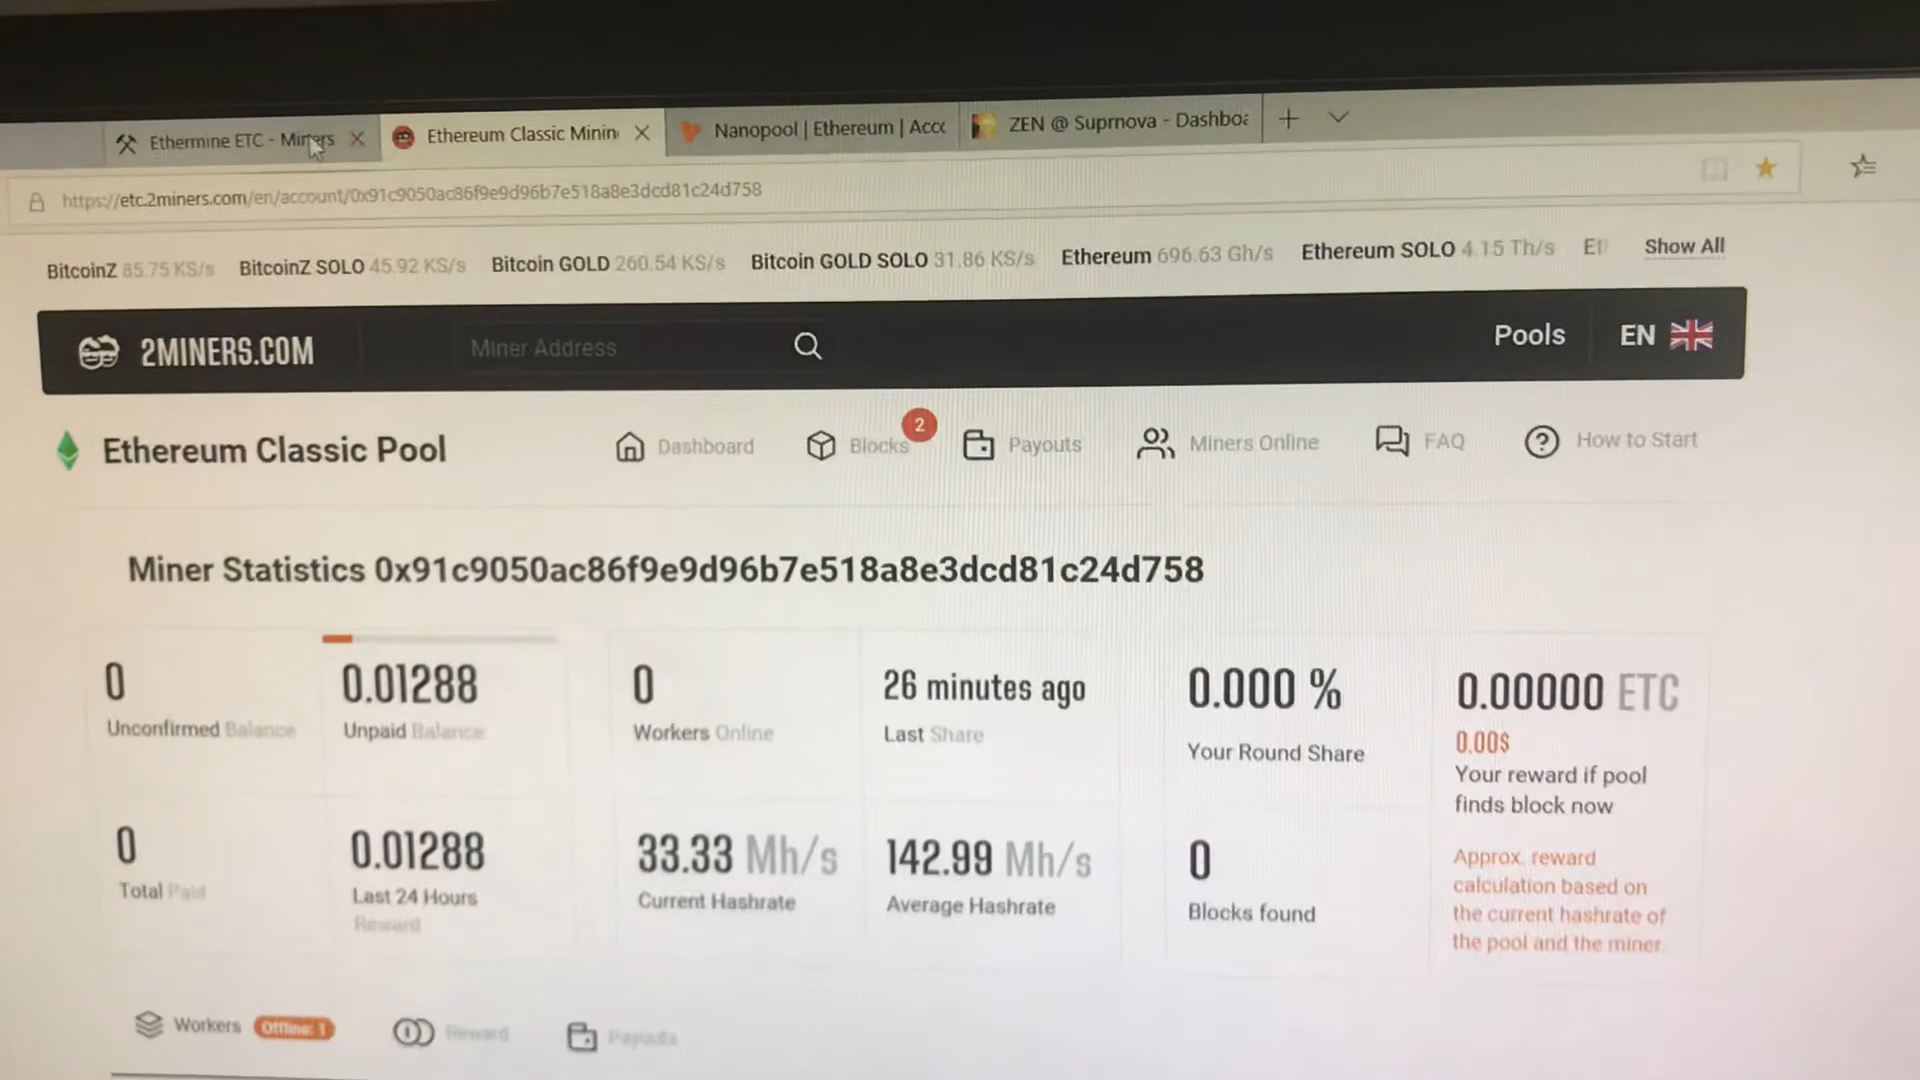 Ethermine ETC - Miners
Ethereum Classic Minin
Nanopool | Ethereum | Acco
ZEN @ Suprnova - Dashboa
https://etc.2miners.com/en/account/0x91c9050ac86f9e9d96b7e518a8e3dcd81c24d758
BitcoinZ 85.75 KS/s BitcoinZ SOLO 45.92 KS/s Bitcoin GOLD 260.54 KS/s Bitcoin GOLD SOLO 31.86 KS/s Ethereum 696.63 Gh/s Ethereum SOLO 4.15 Th/s Et Show All
2MINERS.COM Miner Address Pools EN
Ethereum Classic Pool Dashboard Blocks 2 Payouts Miners Online FAQ How to Start
Miner Statistics 0x91c9050ac86f9e9d96b7e518a8e3dcd81c24d758
0
Unconfirmed Balance
0.01288
Unpaid Balance
0
Workers Online
26 minutes ago
Last Share
0.000 %
Your Round Share
0.00000 ETC
0.00$
Your reward if pool
finds block now
Approx. reward
calculation based on
the current hashrate of
the pool and the miner.
0
Total Paid
0.01288
Last 24 Hours
Reward
33.33 Mh/s
Current Hashrate
142.99 Mh/s
Average Hashrate
0
Blocks found
Workers Offline: 1 Reward Payouts